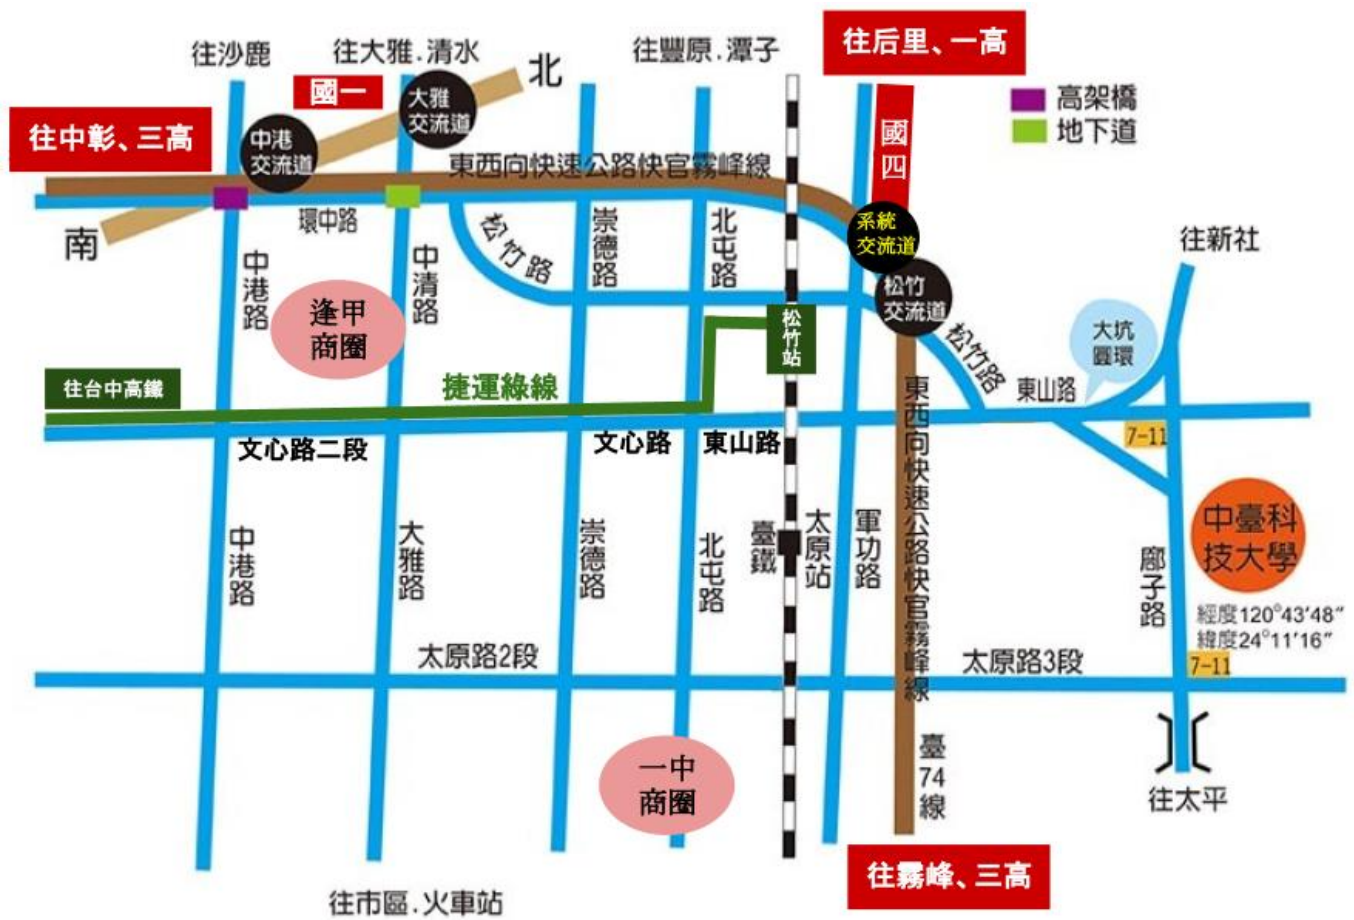 往沙鹿
往大雅.清水
往豐原.潭子
往后里、一高
國一
北
大雅
交流道
高架橋
地下道
往中彰、三高
中港
交流道
國四
東西向快速公路快官霧峰線
環中路
南
松竹路
崇德路
北屯路
系統
交流道
往新社
中港路
中清路
逢甲
商圈
松竹
交流道
松竹站
松竹路
大坑
圓環
往台中高鐵
捷運綠線
東山路
文心路二段
文心路
東山路
7-11
東西向快速公路快官霧峰線
中港路
大雅路
崇德路
北屯路
臺鐵
太原站
軍功路
廍子路
中臺科
技大學
經度120°43'48"
緯度24°11'16"
太原路2段
太原路3段
7-11
一中
商圈
臺74線
往太平
往霧峰、三高
往市區.火車站